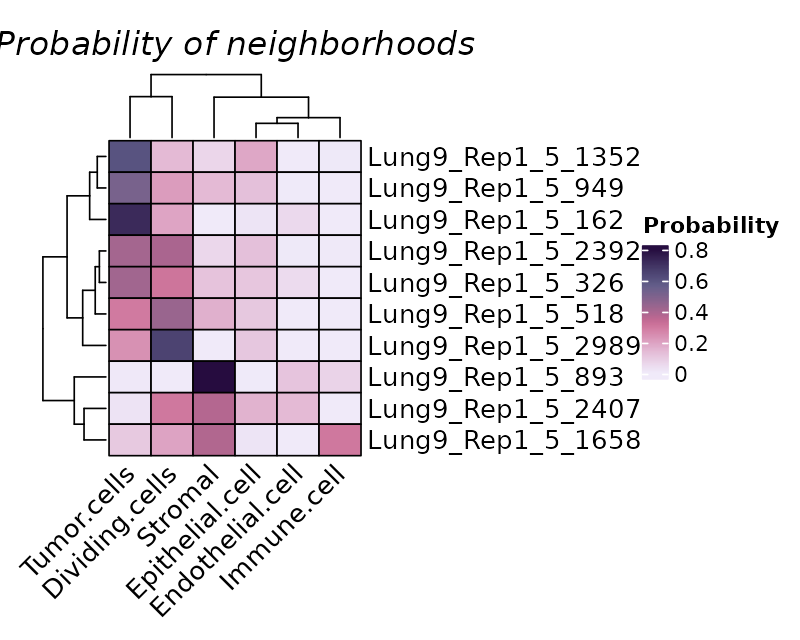 Probability of neighborhoods
Lung9_Rep1_5_1352
Lung9_Rep1_5_949
Lung9_Rep1_5_162
Lung9_Rep1_5_2392
Lung9_Rep1_5_326
Lung9_Rep1_5_518
Lung9_Rep1_5_2989
Lung9_Rep1_5_893
Lung9_Rep1_5_2407
Lung9_Rep1_5_1658
Probability
0.8
0.6
0.4
0.2
0
Tumor.cells
Dividing.cells
Stromal
Epithelial.cell
Endothelial.cell
Immune.cell